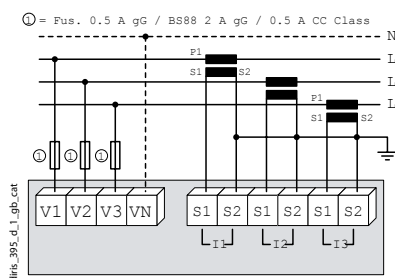 ① = Fus. 0.5 A gG / BS88 2 A gG / 0.5 A CC Class
N
P1
L
S1 S2
L
P1
L
S1 S2
① ① ①
V1 V2 V3 VN S1 S2 S1 S2 S1 S2
I1 I2 I3
liris_395_d_1_gb_cat